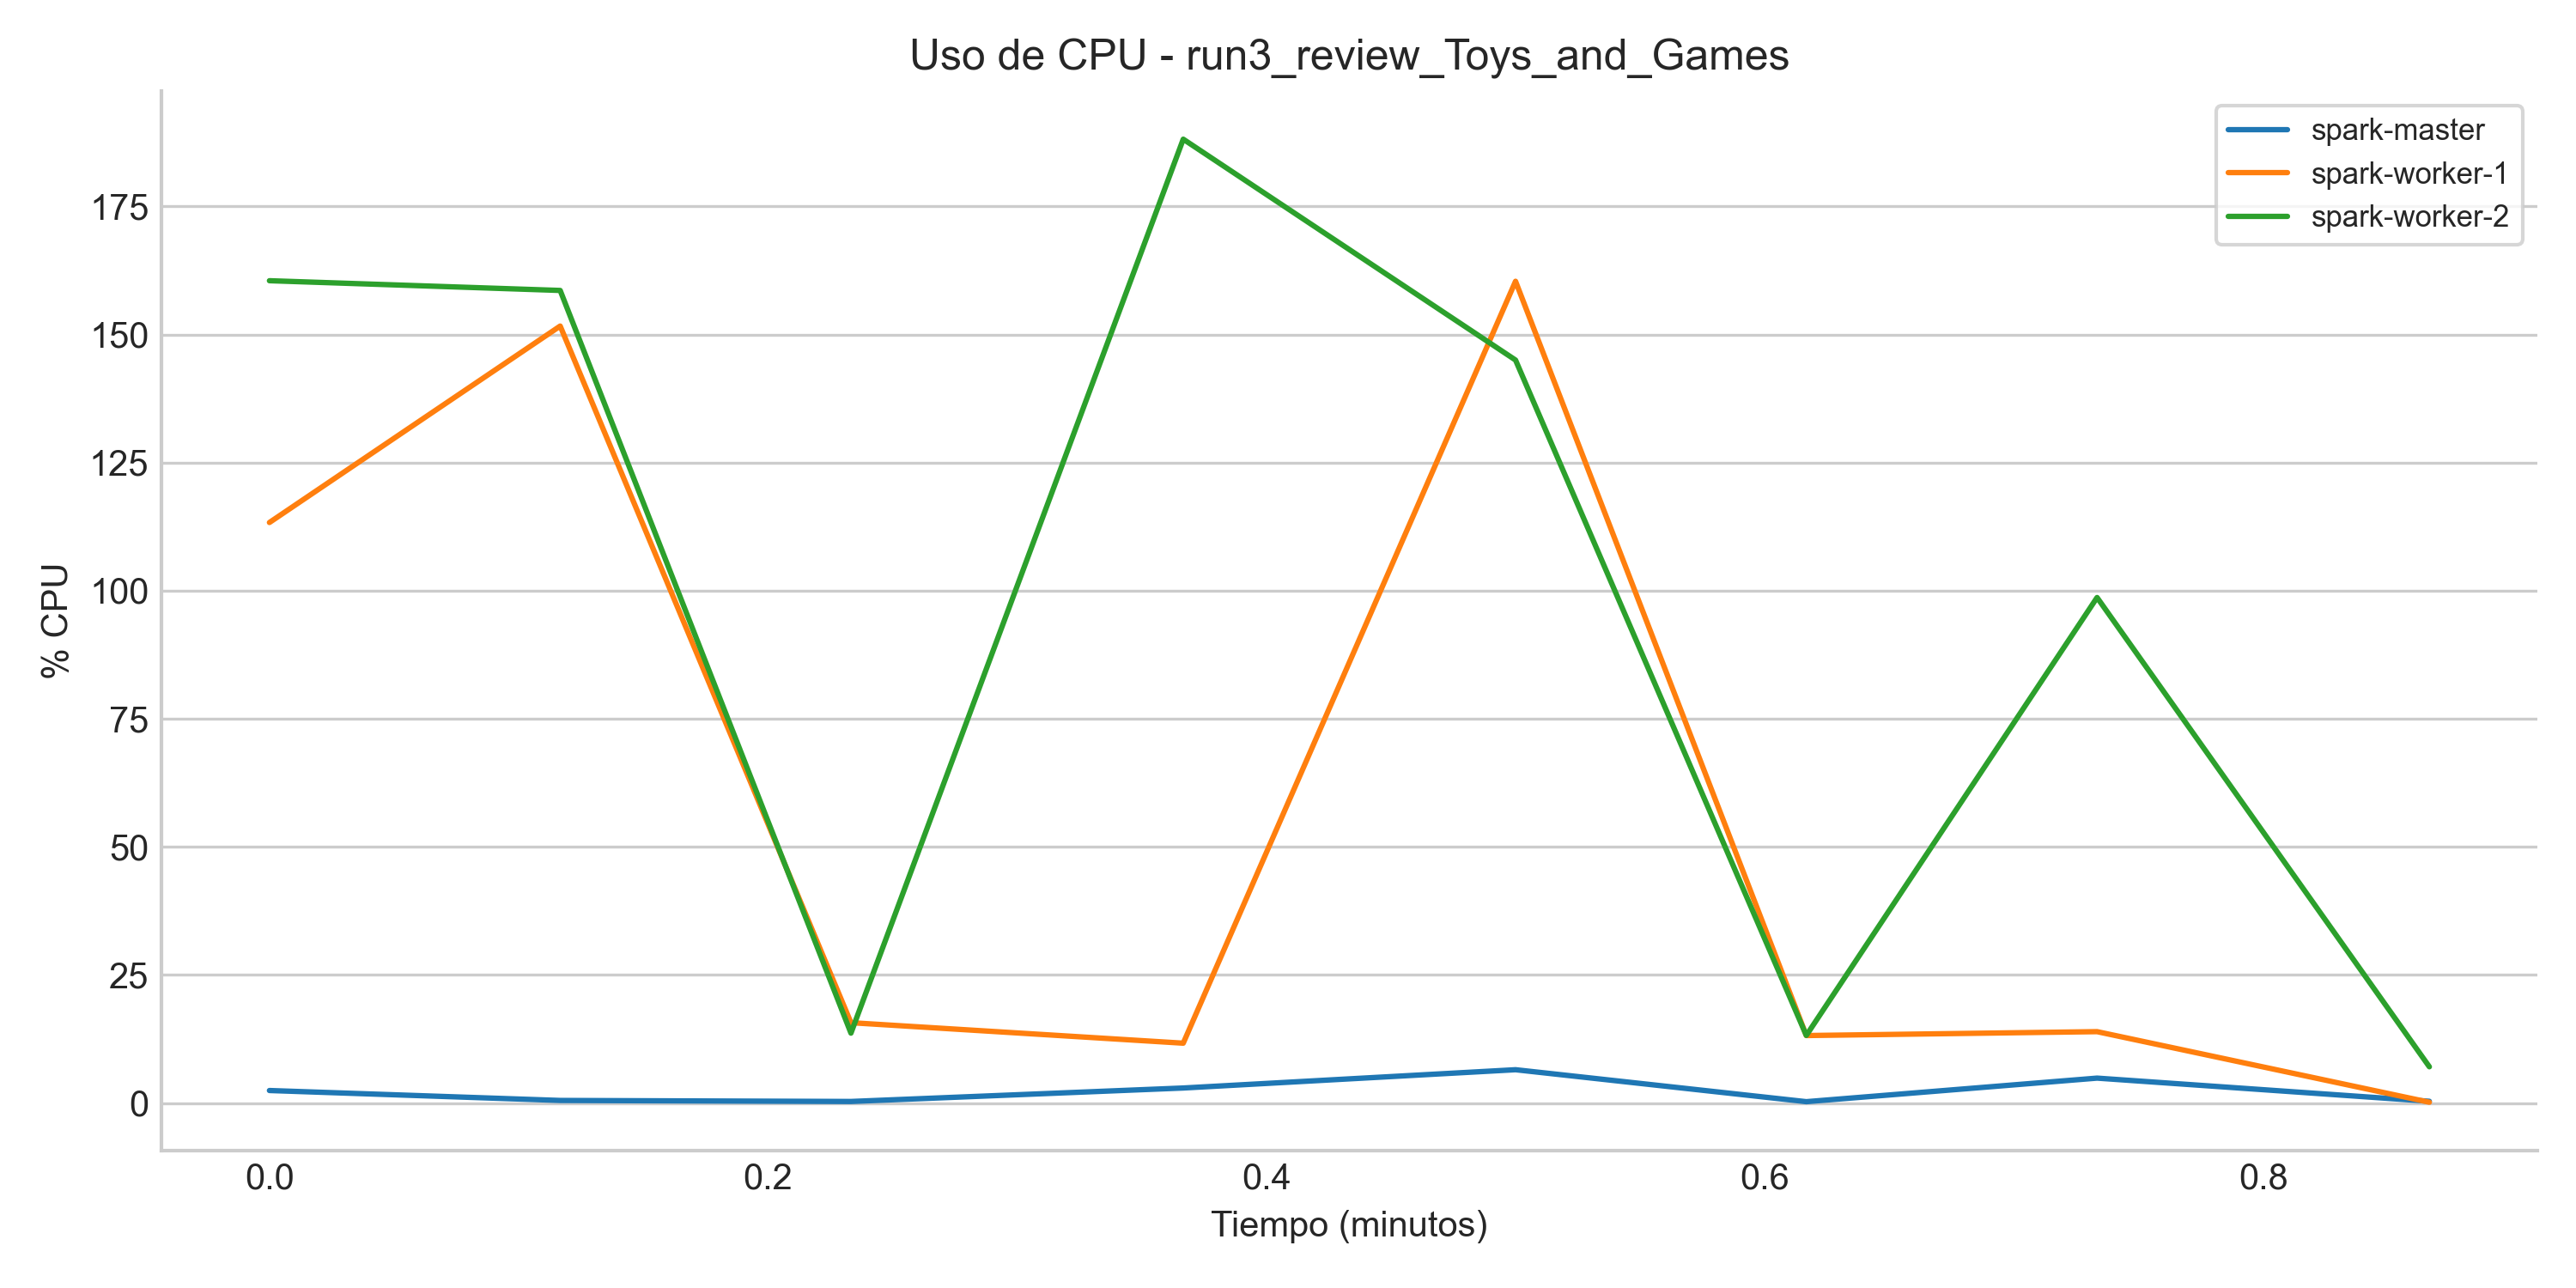 Uso de CPU - run3_review_Toys_and_Games
spark-master
spark-worker-1
spark-worker-2
% CPU
175
150
125
100
75
50
25
0
0.0 0.2 0.4 0.6 0.8
Tiempo (minutos)